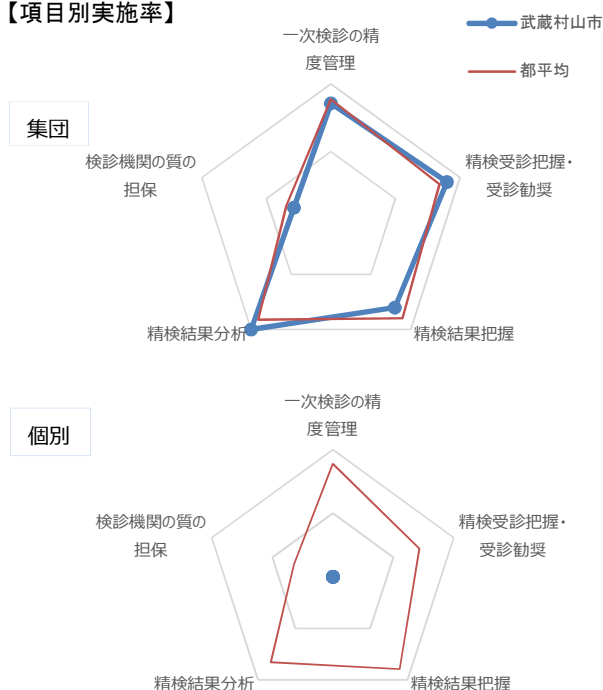 【項目別実施率】
武蔵村山市
都平均
集団
一次検診の精
度管理
精検受診把握・
受診勧奨
精検結果把握
精検結果分析
検診機関の質の
担保
個別
一次検診の精
度管理
精検受診把握・
受診勧奨
精検結果把握
精検結果分析
検診機関の質の
担保